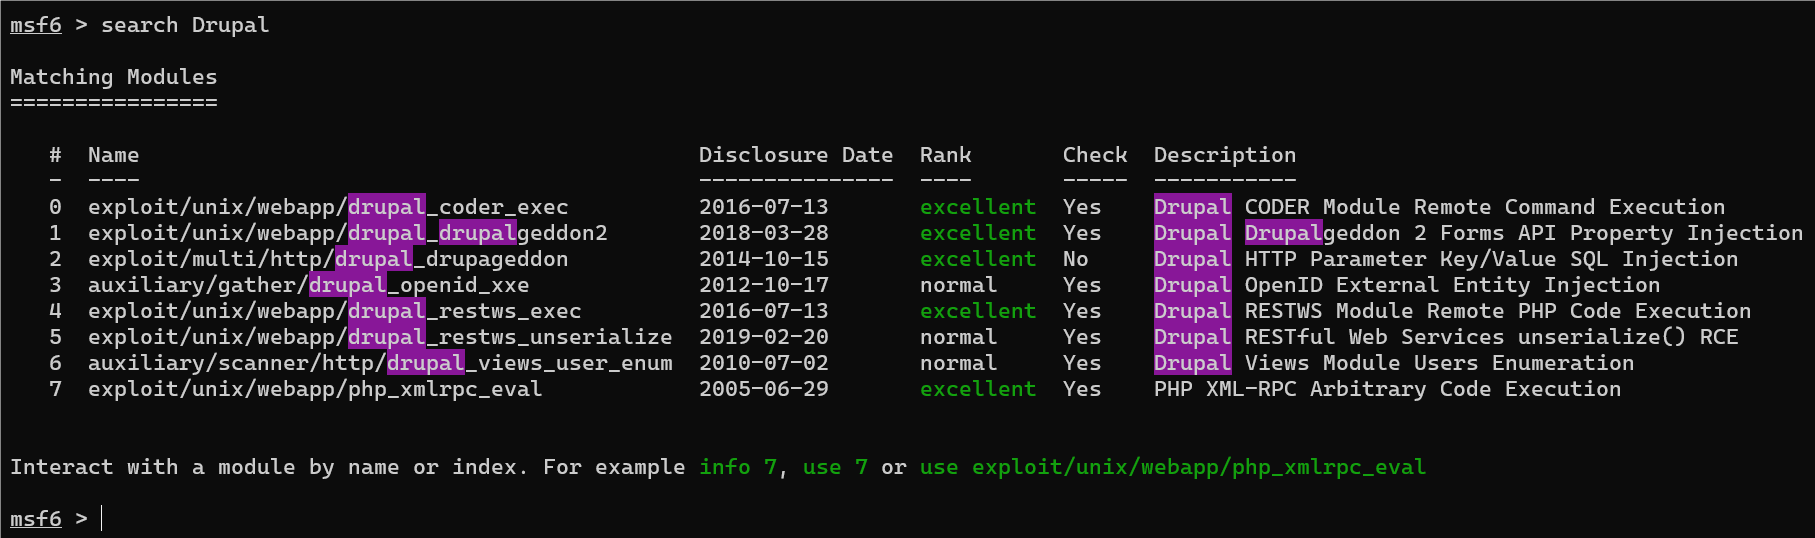 msf6 > search Drupal
Matching Modules
================
#  Name                                       Disclosure Date  Rank       Check  Description
-  ----                                       ---------------  ----       -----  -----------
0  exploit/unix/webapp/drupal_coder_exec      2016-07-13       excellent  Yes    Drupal CODER Module Remote Command Execution
1  exploit/unix/webapp/drupal_drupalgeddon2   2018-03-28       excellent  Yes    Drupal Drupalgeddon 2 Forms API Property Injection
2  exploit/multi/http/drupal_drupageddon      2014-10-15       excellent  No     Drupal HTTP Parameter Key/Value SQL Injection
3  auxiliary/gather/drupal_openid_xxe         2012-10-17       normal     Yes    Drupal OpenID External Entity Injection
4  exploit/unix/webapp/drupal_restws_exec     2016-07-13       excellent  Yes    Drupal RESTWS Module Remote PHP Code Execution
5  exploit/unix/webapp/drupal_restws_unserialize  2019-02-20   normal     Yes    Drupal RESTful Web Services unserialize() RCE
6  auxiliary/scanner/http/drupal_views_user_enum  2010-07-02   normal     Yes    Drupal Views Module Users Enumeration
7  exploit/unix/webapp/php_xmlrpc_eval        2005-06-29       excellent  Yes    PHP XML-RPC Arbitrary Code Execution
Interact with a module by name or index. For example info 7, use 7 or use exploit/unix/webapp/php_xmlrpc_eval
msf6 >